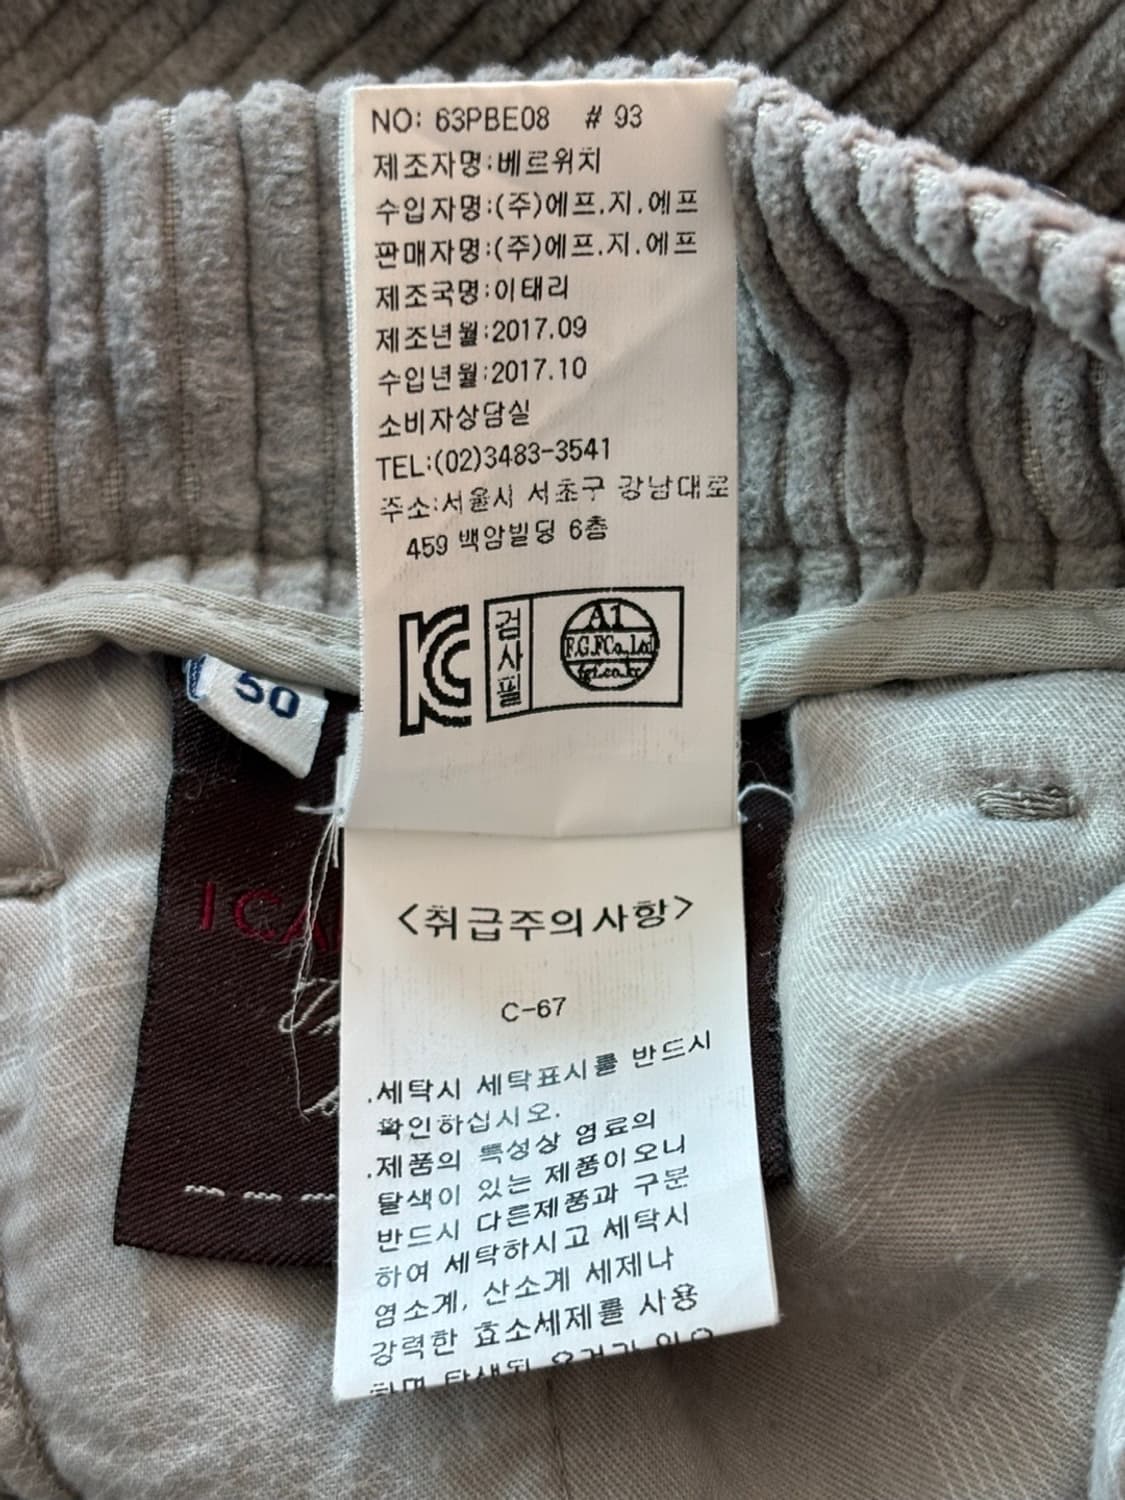 NO: 63PBE08 # 93
제조자명:베르위치
수입자명:(주)에프.지.에프
판매자명:(주)에프.지.에프
제조국명:이태리
제조년월:2017.09
수입년월:2017.10
소비자상담실
TEL:(02)3483-3541
주소:서울시 서초구 강남대로
459 백암빌딩 6층
KC
검사필
A1
F.G.F Co., Ltd
fgf.co.kr
50
ICA
<취급주의사항>
C-67
.세탁시 세탁표시를 반드시
확인하십시오.
.제품의 특성상 염료의
탈색이 있는 제품이오니
반드시 다른제품과 구분
하여 세탁하시고 세탁시
염소계, 산소계 세제나
강력한 효소세제를 사용